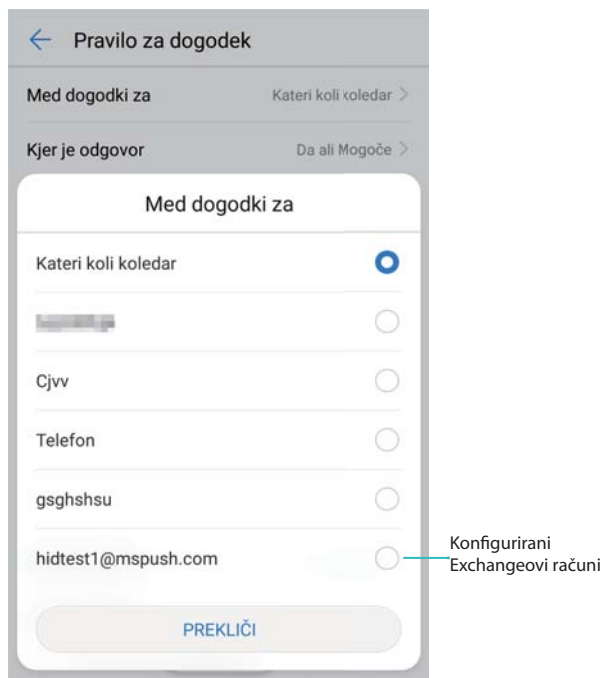 Pravilo za dogodek
Med dogodki za
Kateri koli koledar
Kjer je odgovor
Da ali Mogoče
Med dogodki za
Kateri koli koledar
Cjvv
Telefon
gsghshsu
hidtest1@mspush.com
Konfigurirani
Exchangeovi računi
PREKLIČI